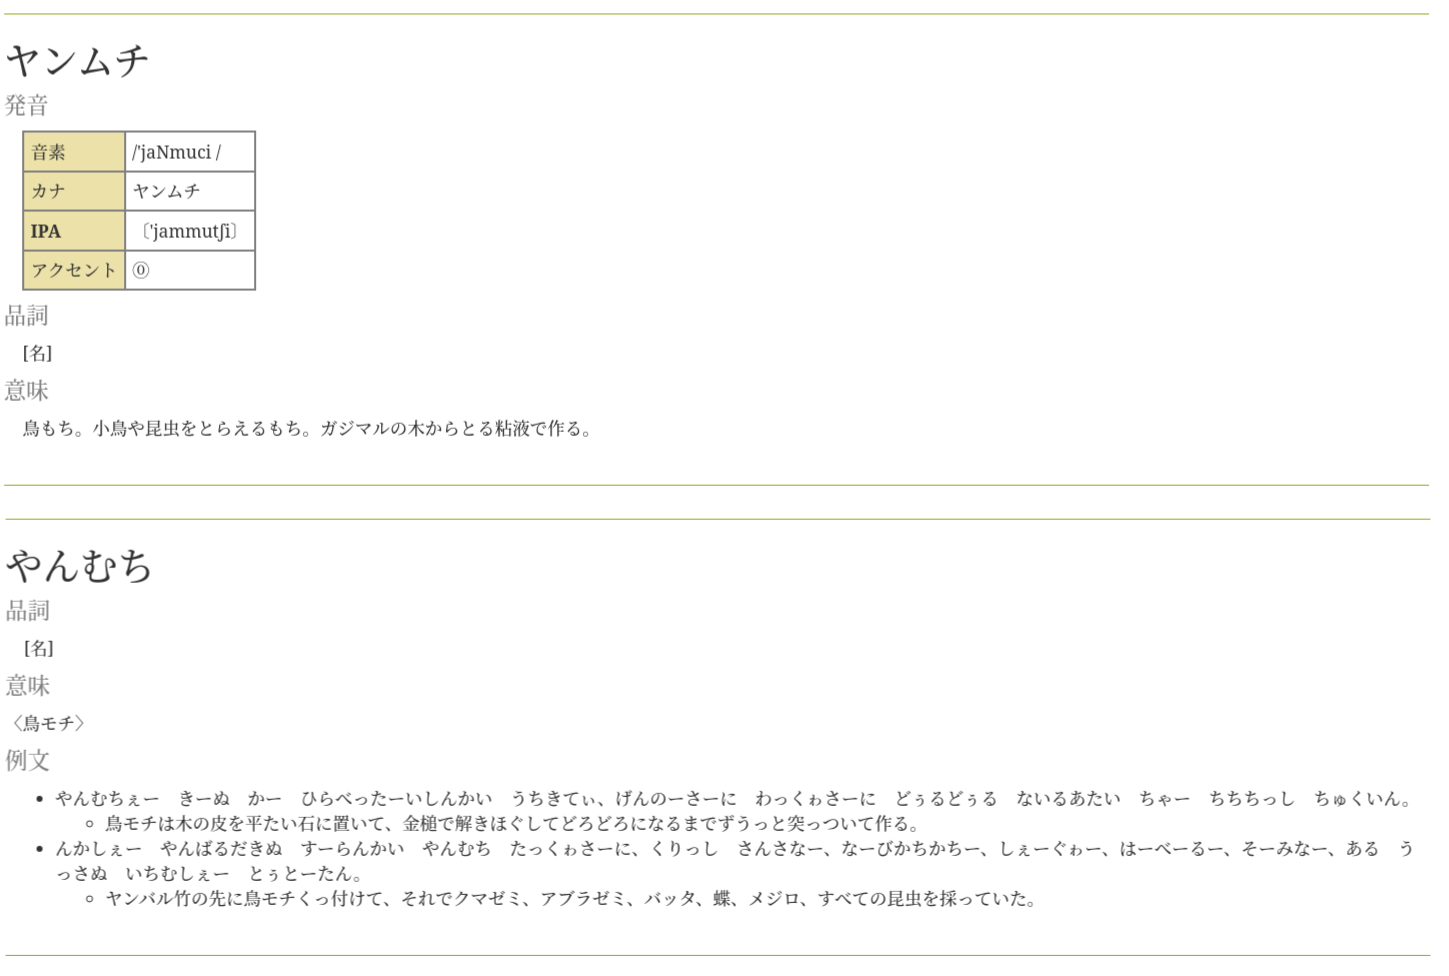 ヤンムチ
発音
音素 /'jaNmuci /
カナ ヤンムチ
IPA 〔'jammutʃi〕
アクセント ⓪
品詞
[名]
意味
鳥もち。小鳥や昆虫をとらえるもち。ガジマルの木からとる粘液で作る。
やんむち
品詞
[名]
意味
〈鳥モチ〉
例文
やんむちぇー　きーぬ　かー　ひらべったーいしんかい　うちきてぃ、げんのーさーに　わっくゎさーに　どぅるどぅる　ないるあたい　ちゃー　ちちちっし　ちゅくいん。
鳥モチは木の皮を平たい石に置いて、金槌で解きほぐしてどろどろになるまでずうっと突っついて作る。
んかしぇー　やんばるだきぬ　すーらんかい　やんむち　たっくゎさーに、くりっし　さんさなー、なーびかちかちー、しぇーぐゎー、はーべーるー、そーみなー、ある　う
っさぬ　いちむしぇー　とぅとーたん。
ヤンバル竹の先に鳥モチくっ付けて、それでクマゼミ、アブラゼミ、バッタ、蝶、メジロ、すべての昆虫を採っていた。